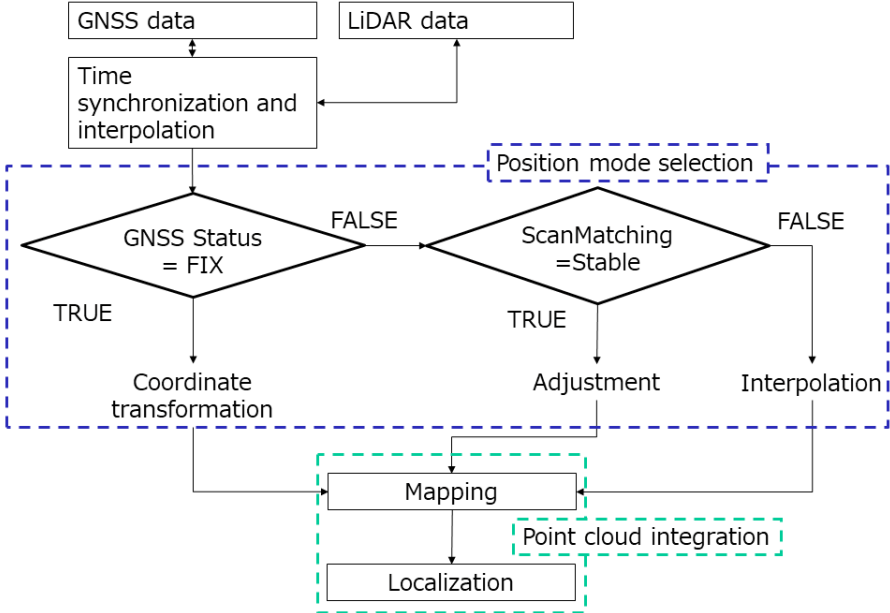 GNSS data
LiDAR data
Time
synchronization and
interpolation
Position mode selection
GNSS Status
= FIX
FALSE
ScanMatching
=Stable
FALSE
TRUE
TRUE
Coordinate
transformation
Adjustment
Interpolation
Mapping
Point cloud integration
Localization